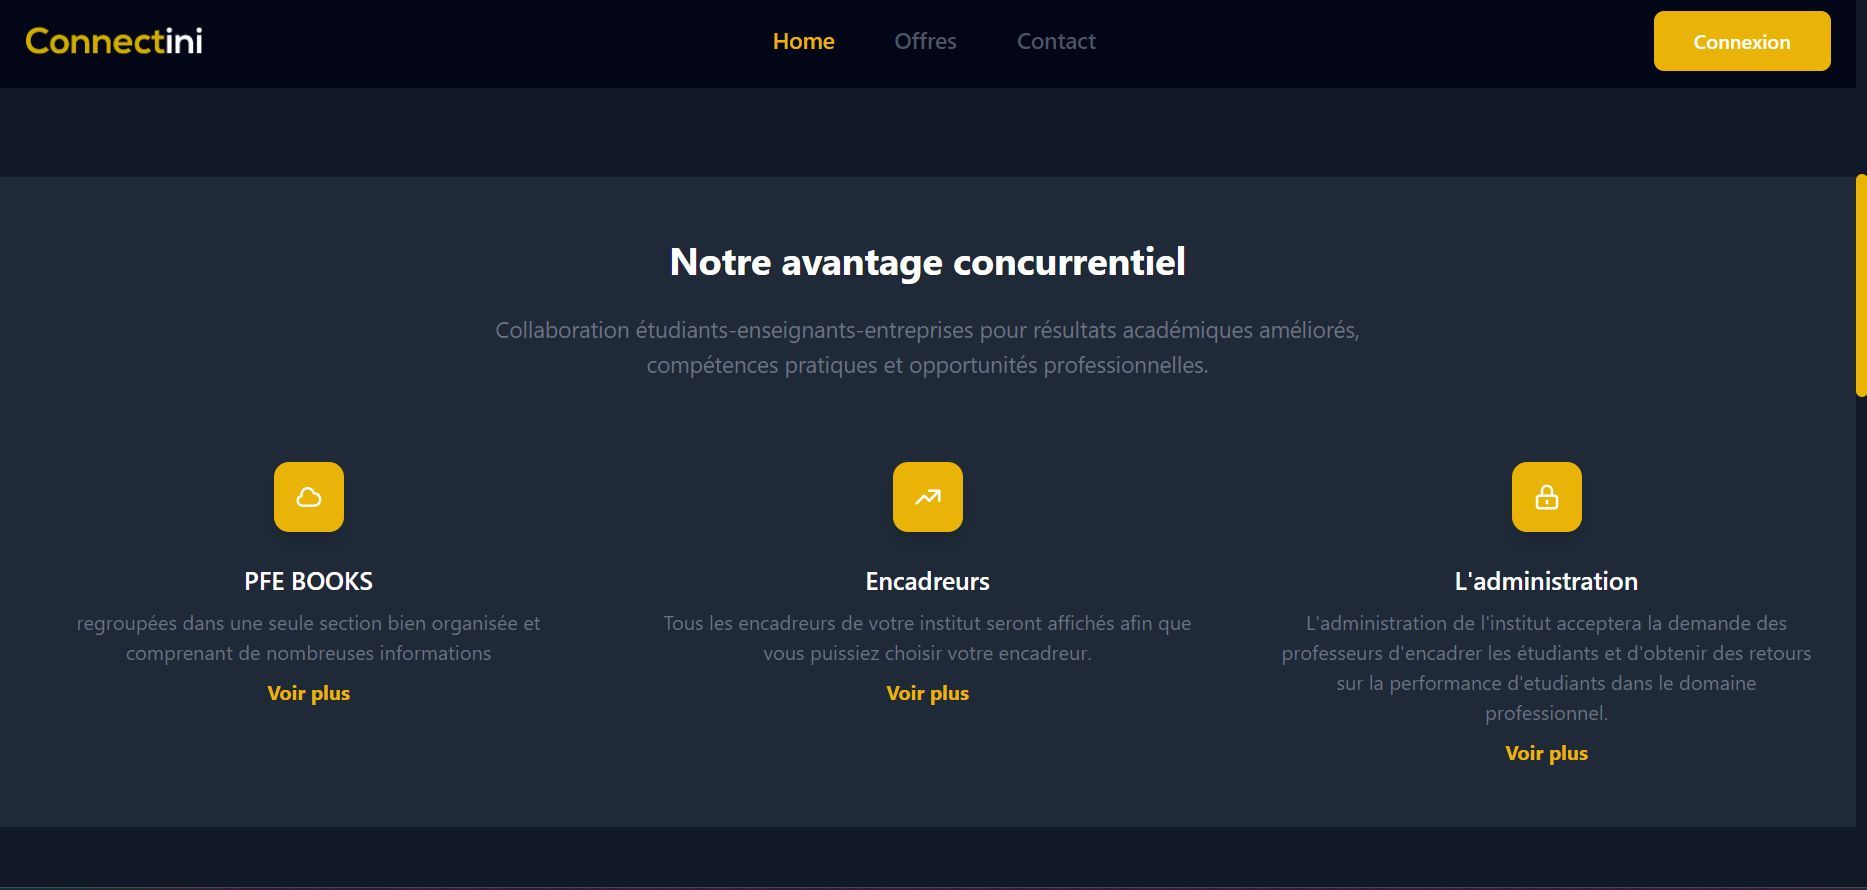 Connectini
Home
Offres
Contact
Connexion
Notre avantage concurrentiel
Collaboration étudiants-enseignants-entreprises pour résultats académiques améliorés,
compétences pratiques et opportunités professionnelles.
PFE BOOKS
regroupées dans une seule section bien organisée et
comprenant de nombreuses informations
Voir plus
Encadreurs
Tous les encadreurs de votre institut seront affichés afin que
vous puissiez choisir votre encadreur.
Voir plus
L'administration
L'administration de l'institut acceptera la demande des
professeurs d'encadrer les étudiants et d'obtenir des retours
sur la performance d'etudiants dans le domaine
professionnel.
Voir plus